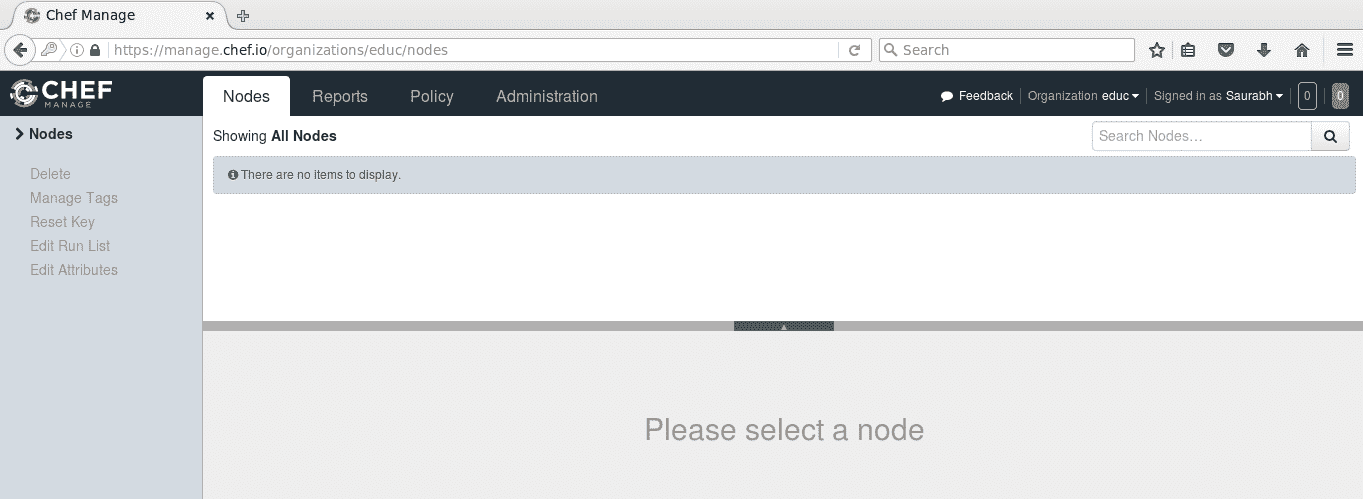 Chef Manage
https://manage.chef.io/organizations/educ/nodes
Search
CHEF
MANAGE
Nodes Reports Policy Administration
Feedback Organization educ Signed in as Saurabh 0 0
Nodes
Showing All Nodes
Search Nodes...
There are no items to display.
Delete
Manage Tags
Reset Key
Edit Run List
Edit Attributes
Please select a node